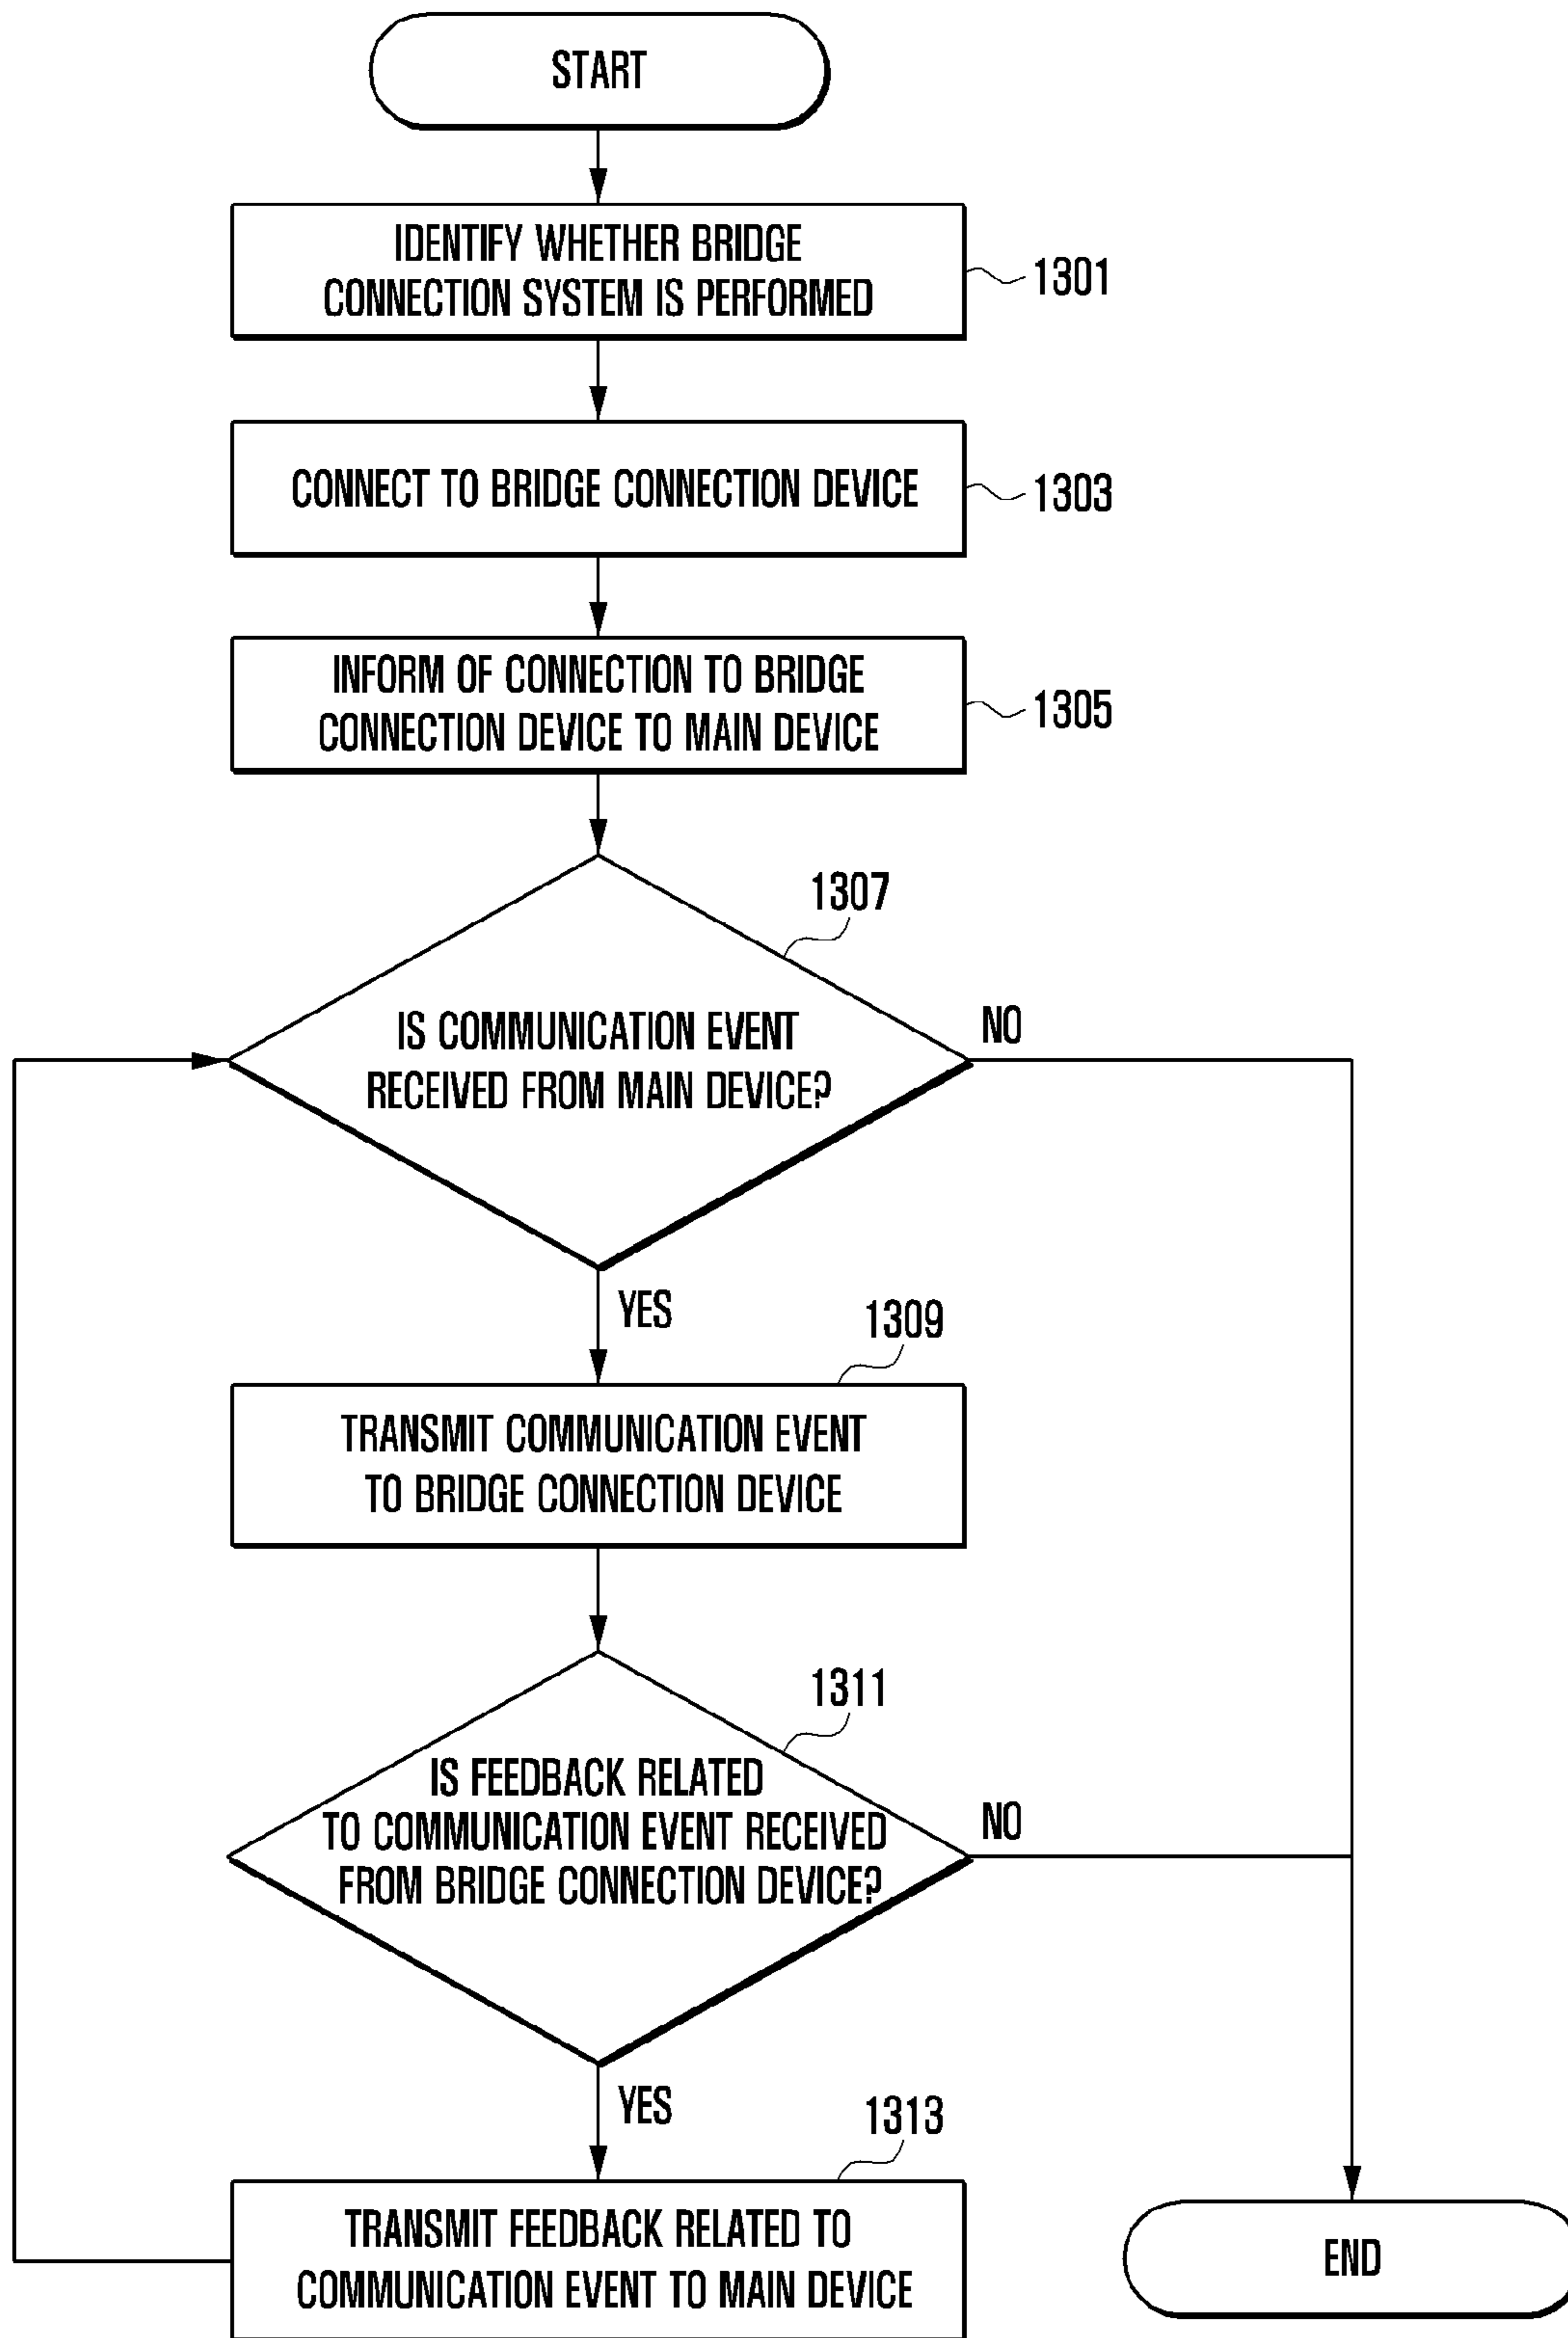 START
IDENTIFY WHETHER BRIDGE
CONNECTION SYSTEM IS PERFORMED
1301
CONNECT TO BRIDGE CONNECTION DEVICE
1303
INFORM OF CONNECTION TO BRIDGE
CONNECTION DEVICE TO MAIN DEVICE
1305
1307
IS COMMUNICATION EVENT
RECEIVED FROM MAIN DEVICE?
NO
YES
1309
TRANSMIT COMMUNICATION EVENT
TO BRIDGE CONNECTION DEVICE
1311
IS FEEDBACK RELATED
TO COMMUNICATION EVENT RECEIVED
FROM BRIDGE CONNECTION DEVICE?
NO
YES
1313
TRANSMIT FEEDBACK RELATED TO
COMMUNICATION EVENT TO MAIN DEVICE
END